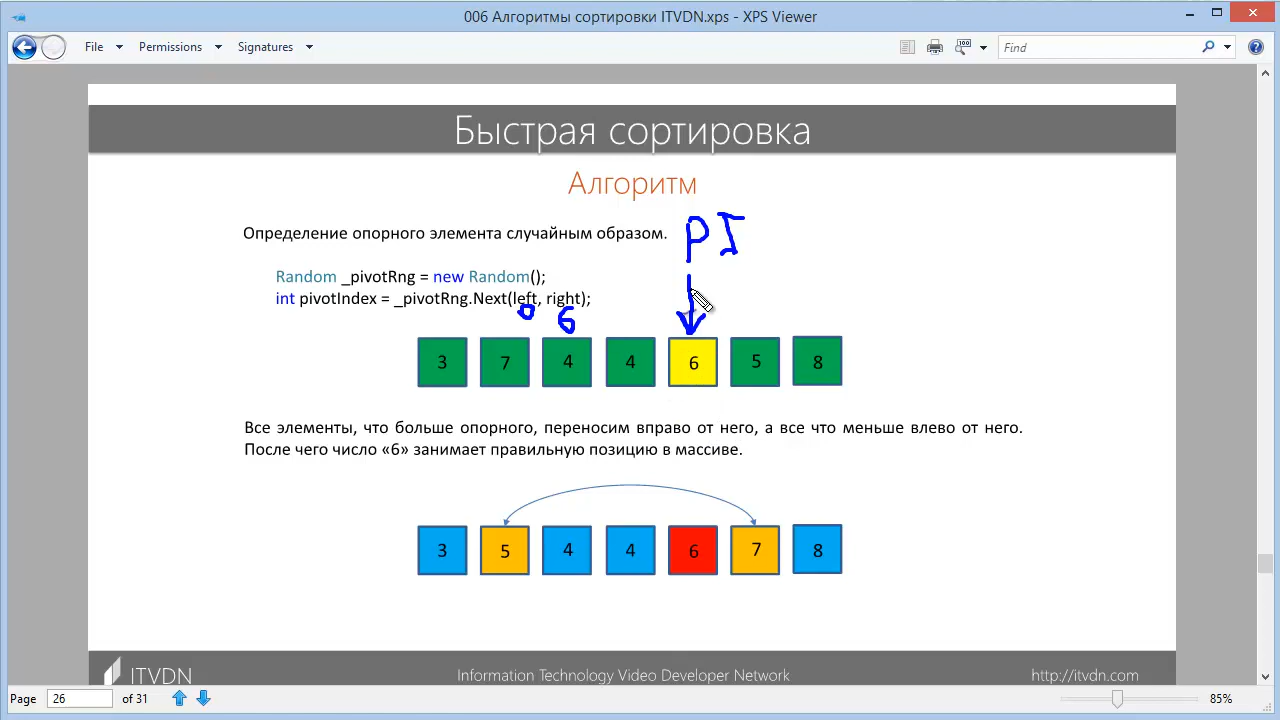 006 Алгоритмы сортировки ITVDN.xps - XPS Viewer
File Permissions Signatures
100
Find
Быстрая сортировка
Алгоритм
Определение опорного элемента случайным образом.
PI
Random _pivotRng = new Random();
int pivotIndex = _pivotRng.Next(left, right);
0 6
3 7 4 4 6 5 8
Все элементы, что больше опорного, переносим вправо от него, а все что меньше влево от него.
После чего число «6» занимает правильную позицию в массиве.
3 5 4 4 6 7 8
ITVDN Information Technology Video Developer Network http://itvdn.com
Page 26 of 31 85%